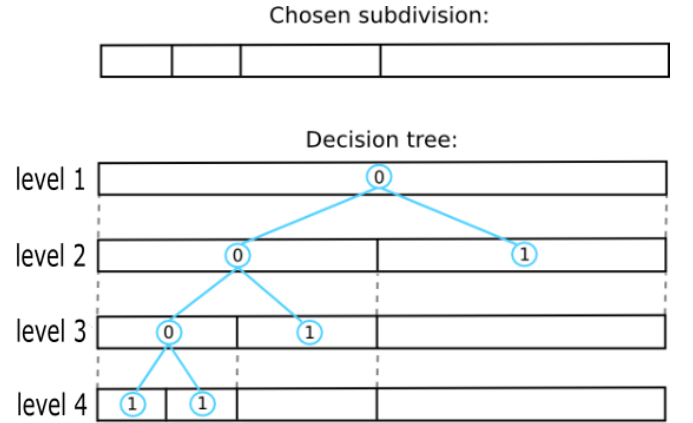 Chosen subdivision:
Decision tree:
level 1
0
level 2
0 1
level 3
0 1
level 4
1 1